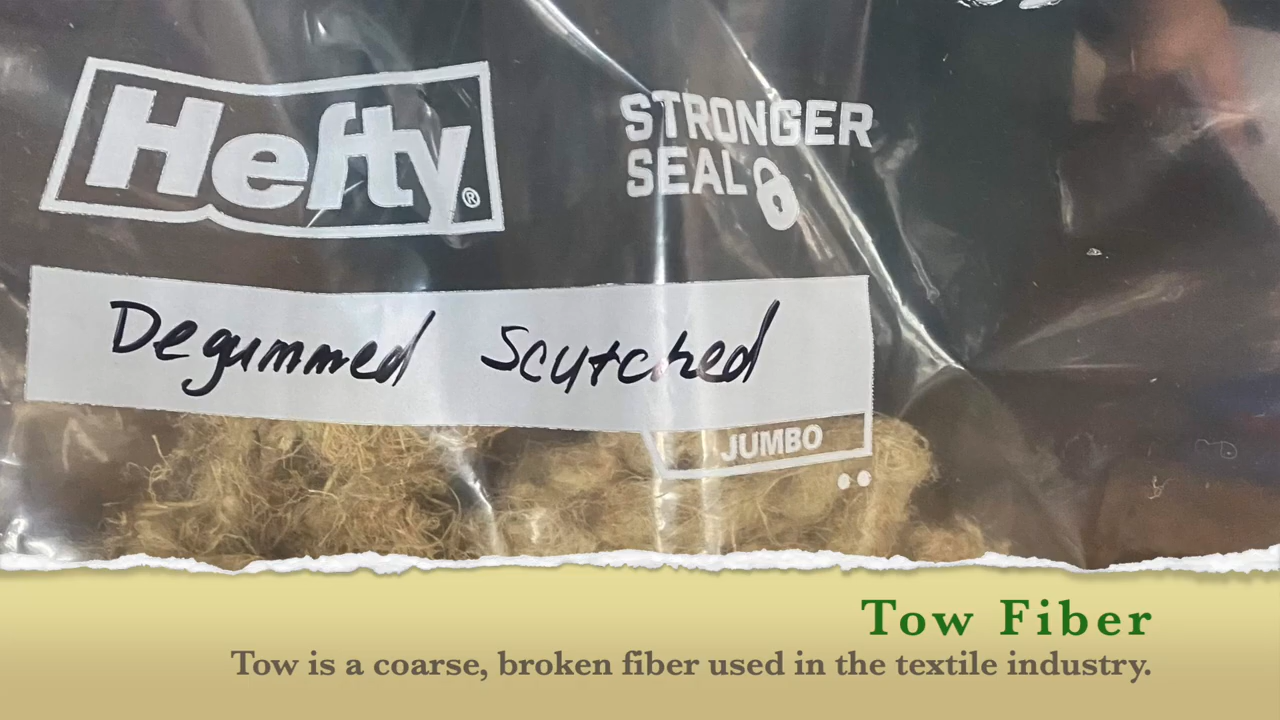 Hefty®
STRONGER
SEAL
Degummed Scutched
JUMBO
Tow Fiber
Tow is a coarse, broken fiber used in the textile industry.